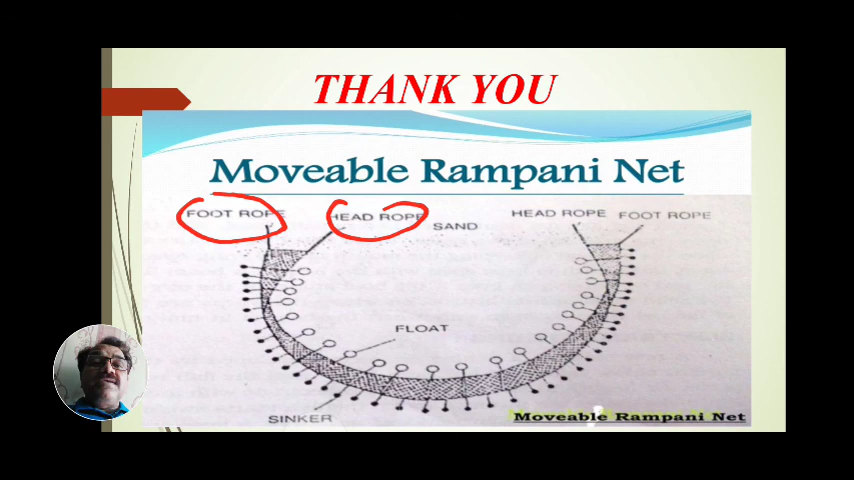 THANK YOU
Moveable Rampani Net
FOOT ROPE HEAD ROPE SAND HEAD ROPE FOOT ROPE
FLOAT
SINKER
Moveable Rampani Net